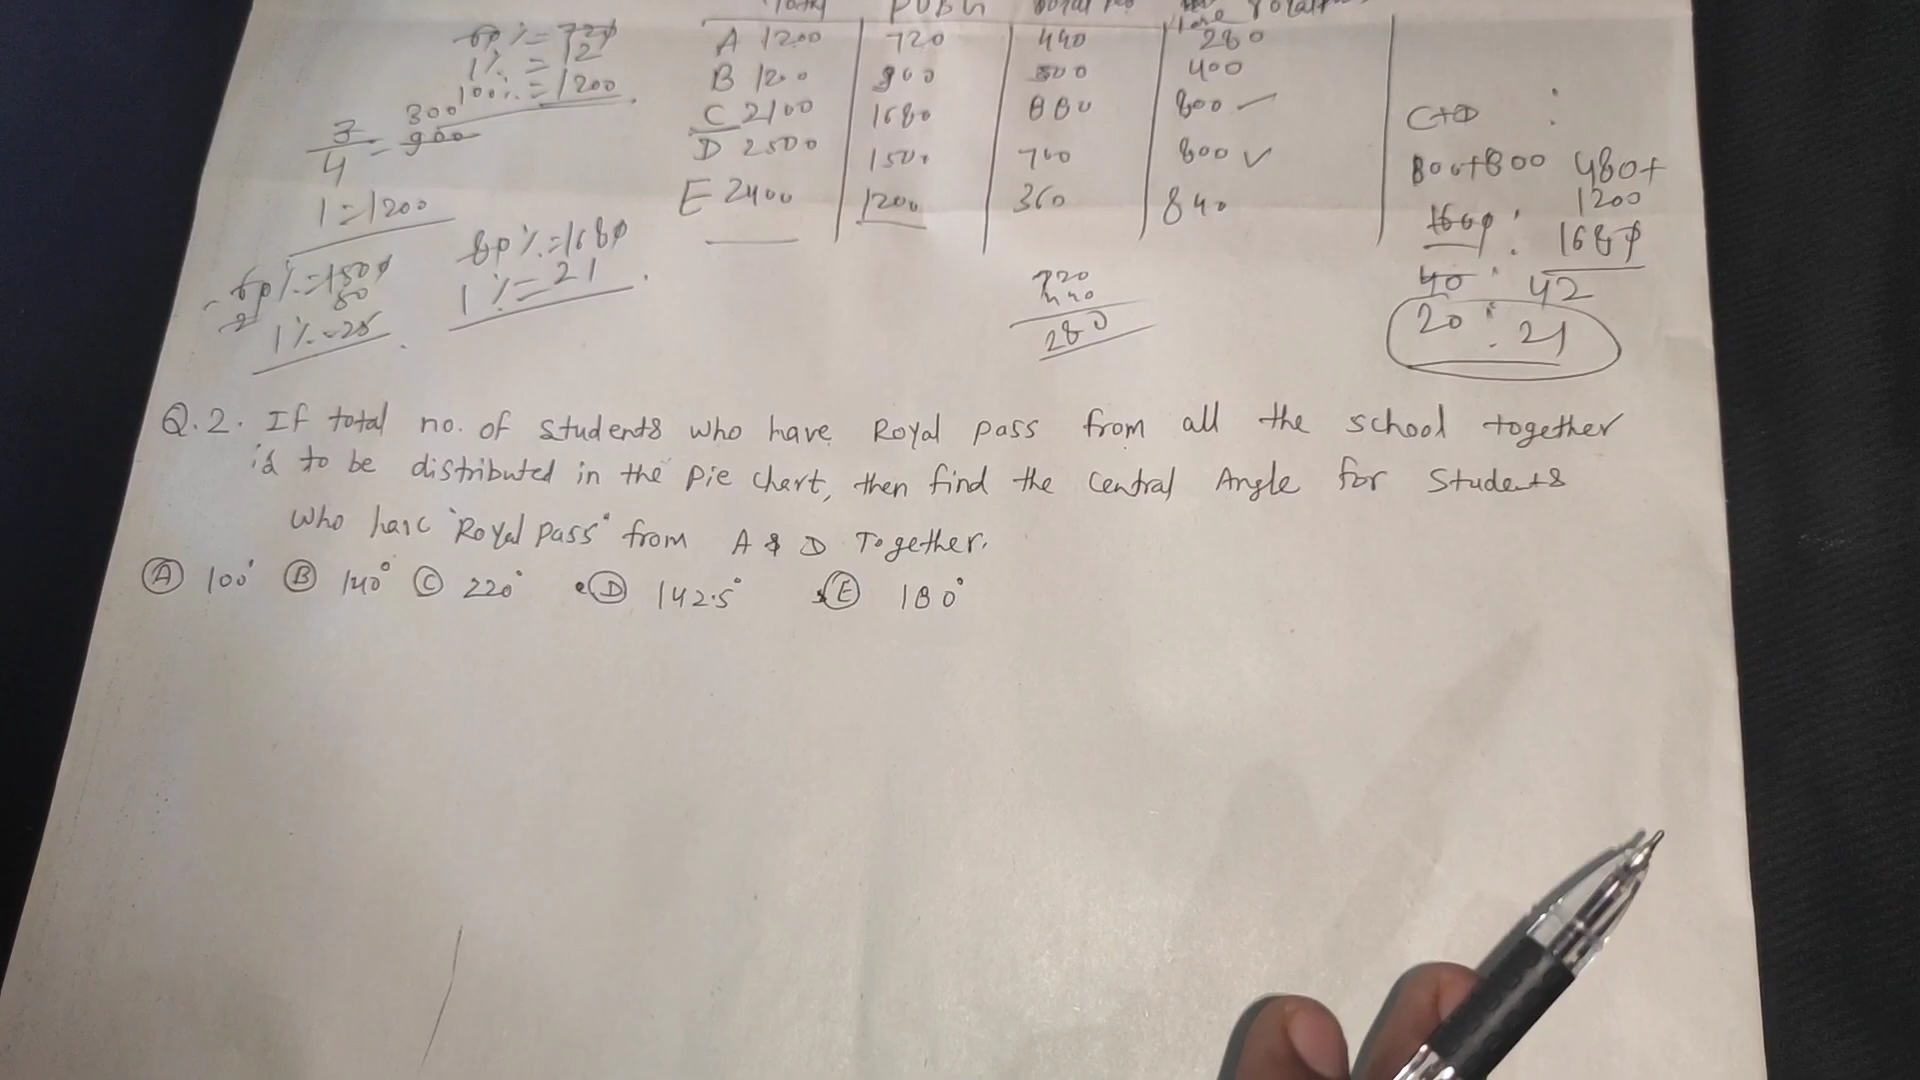 60% = 720
1% = 12
100% = 1200
3/4 = 900 300
1 = 1200
60% = 1500 50
2
1% = 25
80% = 1680
1% = 21
PUBG
A 1200 720 440 280
B 1200 900 500 400
C 2100 1680 880 800
D 2500 1500 700 800
E 2400 1200 360 840
720
440
280
C+D :
800+800 480+
1200
1600 : 1680
40 : 42
20 : 21
Q.2. If total no. of students who have Royal pass from all the school together
is to be distributed in the Pie chart, then find the Central Angle for Students
Who have "Royal Pass" from A & D Together.
Ⓐ 100° Ⓑ 140° Ⓒ 220° Ⓓ 142.5° Ⓔ 180°